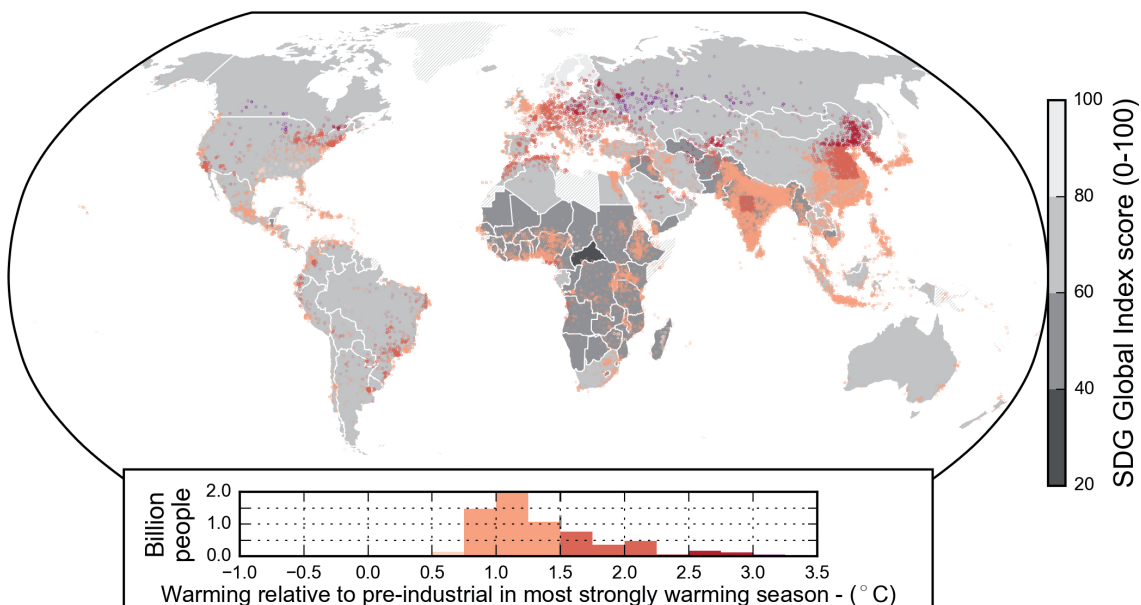 100
80
60
40
20
SDG Global Index score (0-100)
Billion
people
2.0
1.0
0.0
−1.0 −0.5 0.0 0.5 1.0 1.5 2.0 2.5 3.0 3.5
Warming relative to pre-industrial in most strongly warming season - (°C)